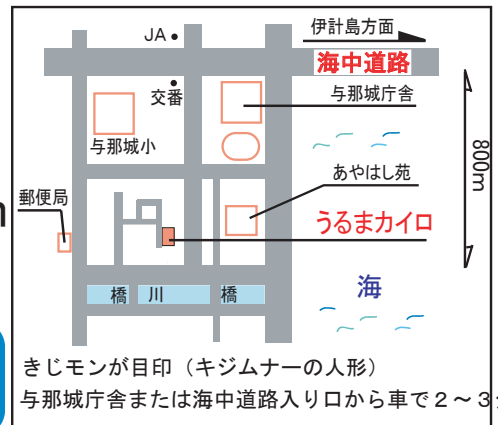 JA
伊計島方面
海中道路
交番
与那城庁舎
与那城小
800m
あやはし苑
郵便局
うるまカイロ
海
橋 川 橋
きじモンが目印（キジムナーの人形）
与那城庁舎または海中道路入り口から車で２～３